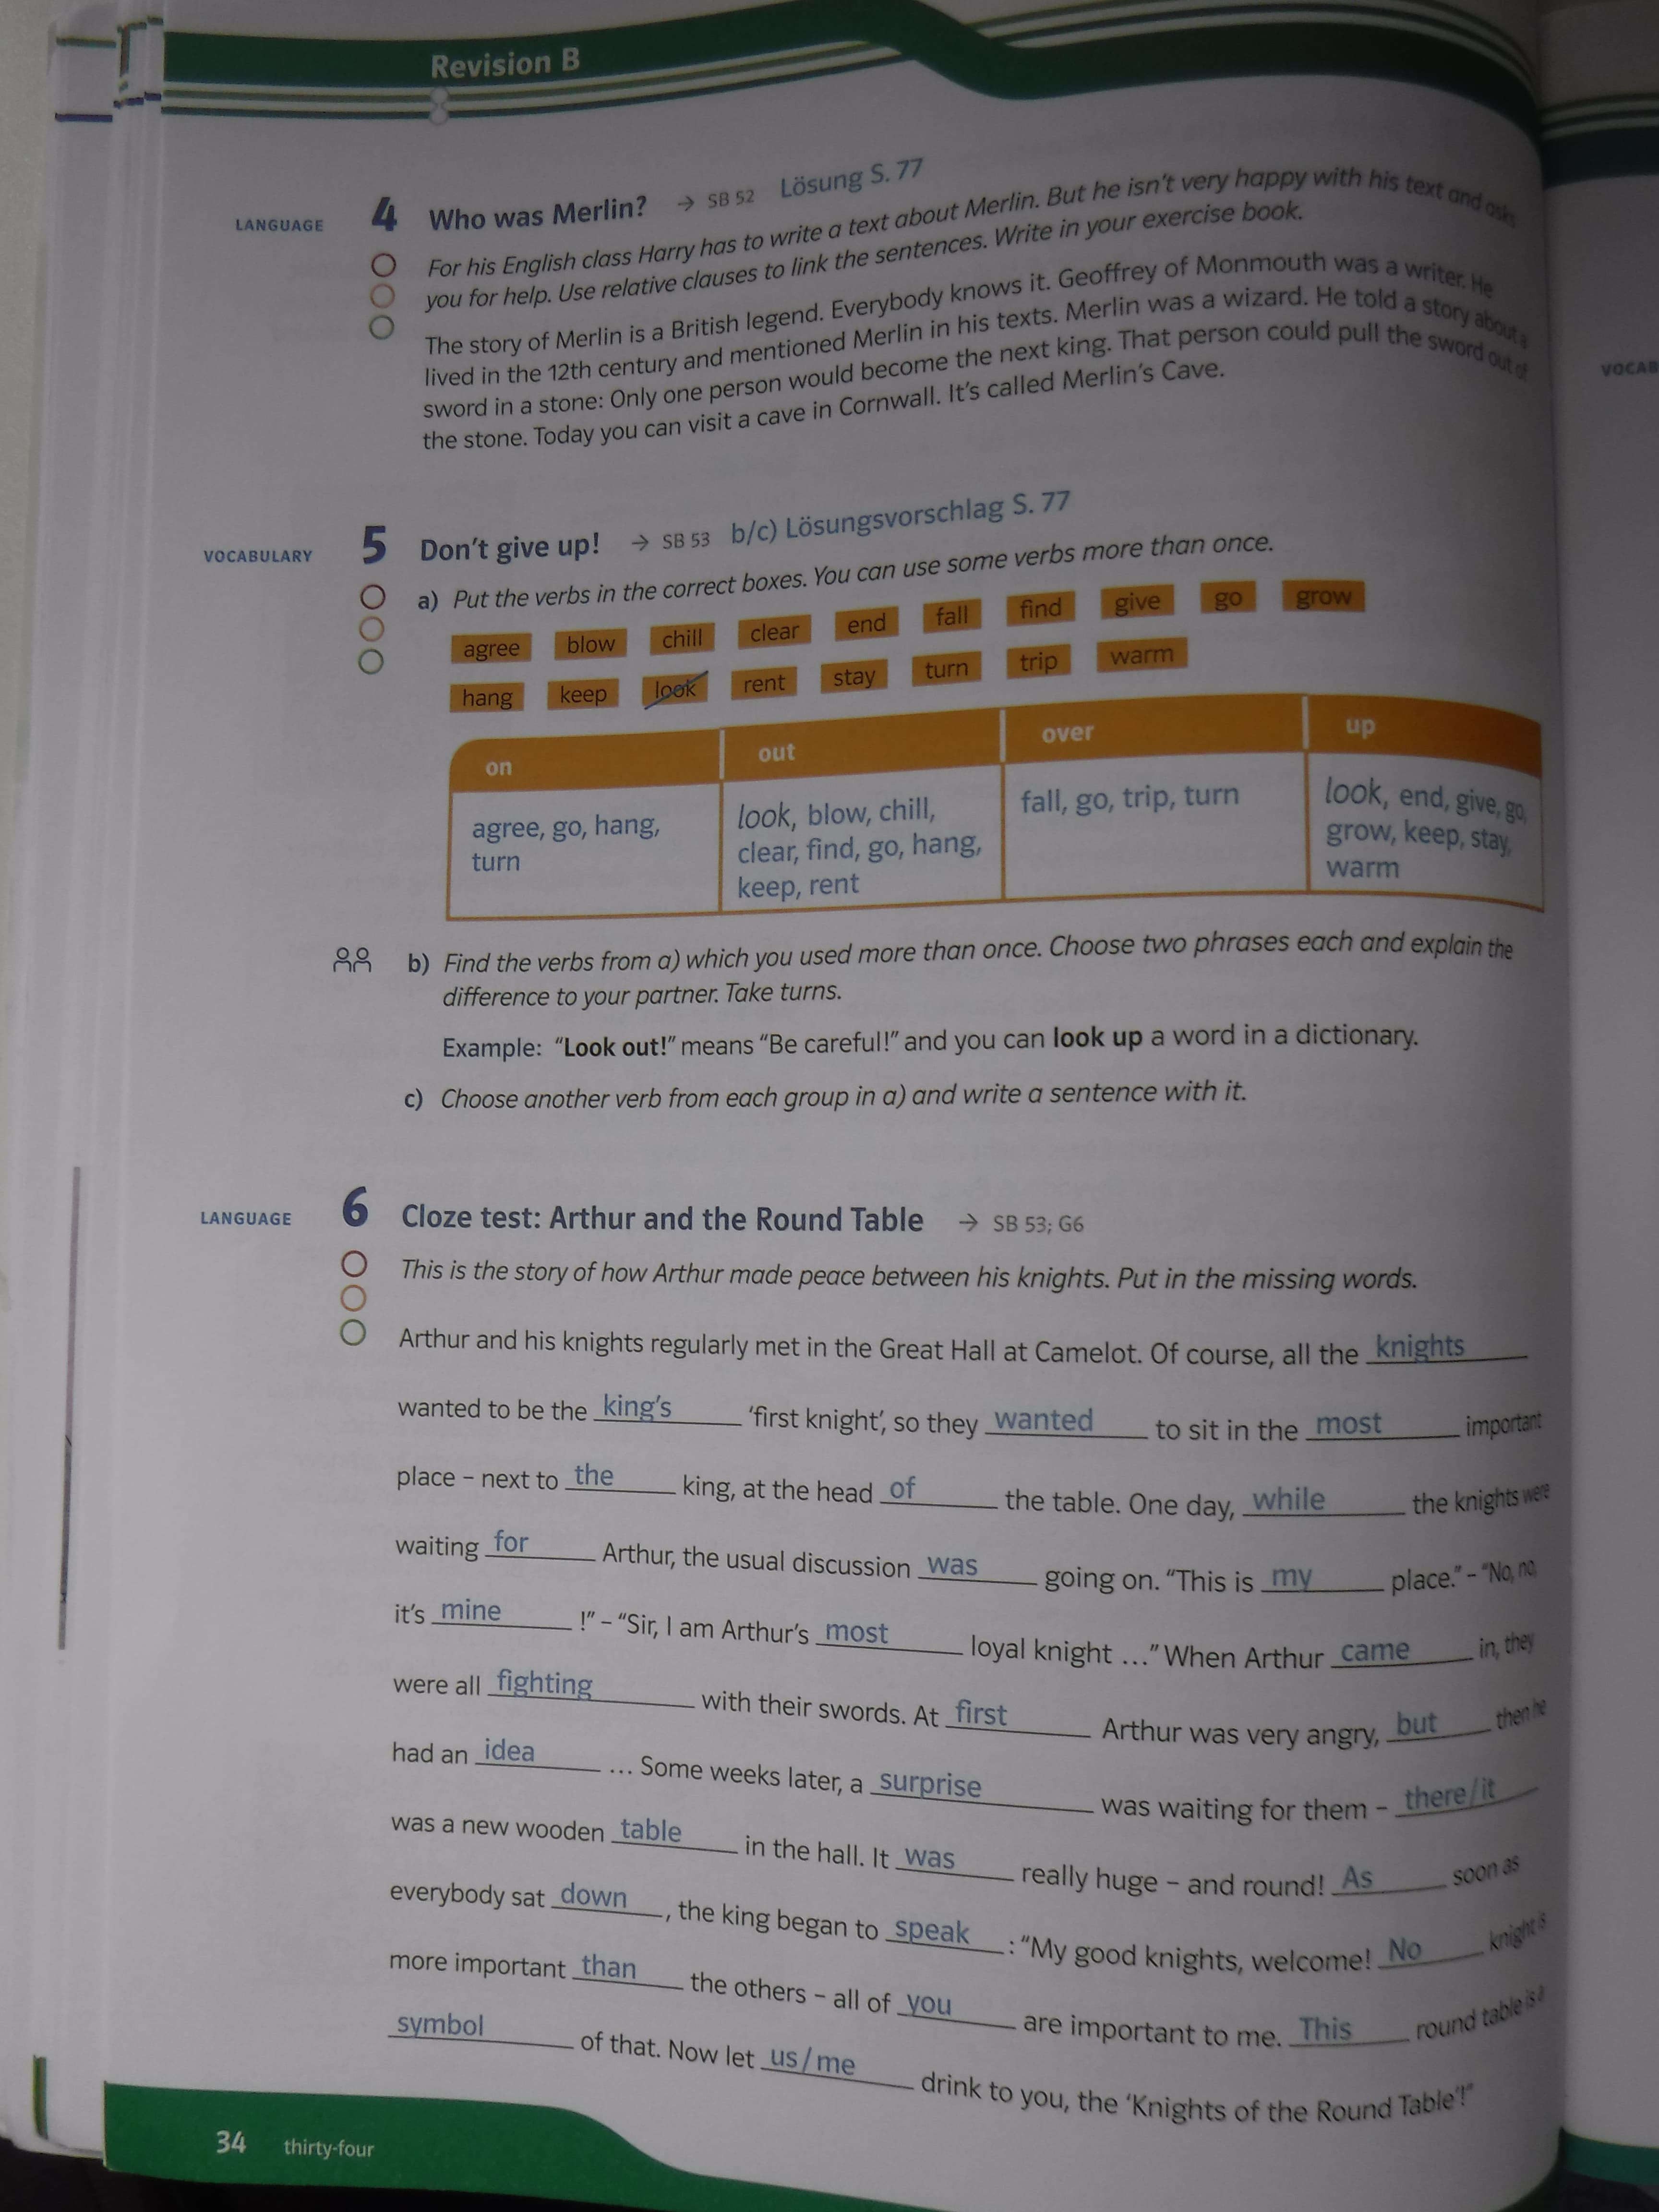 Revision B
LANGUAGE 4 Who was Merlin? → SB 52 Lösung S. 77
For his English class Harry has to write a text about Merlin. But he isn't very happy with his text and asks
you for help. Use relative clauses to link the sentences. Write in your exercise book.
The story of Merlin is a British legend. Everybody knows it. Geoffrey of Monmouth was a writer. He
lived in the 12th century and mentioned Merlin in his texts. Merlin was a wizard. He told a story about a
sword in a stone: Only one person would become the next king. That person could pull the sword out of
the stone. Today you can visit a cave in Cornwall. It's called Merlin's Cave.
VOCABULARY 5 Don't give up! → SB 53 b/c) Lösungsvorschlag S. 77
a) Put the verbs in the correct boxes. You can use some verbs more than once.
agree blow chill clear end fall find give go grow
hang keep look rent stay turn trip warm
on out over up
agree, go, hang,
turn
look, blow, chill,
clear, find, go, hang,
keep, rent
fall, go, trip, turn
look, end, give, go,
grow, keep, stay,
warm
b) Find the verbs from a) which you used more than once. Choose two phrases each and explain the
difference to your partner. Take turns.
Example: "Look out!" means "Be careful!" and you can look up a word in a dictionary.
c) Choose another verb from each group in a) and write a sentence with it.
LANGUAGE 6 Cloze test: Arthur and the Round Table → SB 53; G6
This is the story of how Arthur made peace between his knights. Put in the missing words.
Arthur and his knights regularly met in the Great Hall at Camelot. Of course, all the knights
wanted to be the king's 'first knight', so they wanted to sit in the most important
place – next to the king, at the head of the table. One day, while the knights were
waiting for Arthur, the usual discussion was going on. "This is my place." – "No, no,
it's mine !" – "Sir, I am Arthur's most loyal knight …" When Arthur came in, they
were all fighting with their swords. At first Arthur was very angry, but then he
had an idea … Some weeks later, a surprise was waiting for them – there/it
was a new wooden table in the hall. It was really huge – and round! As soon as
everybody sat down , the king began to speak : "My good knights, welcome! No knight is
more important than the others – all of you are important to me. This round table is a
symbol of that. Now let us/me drink to you, the 'Knights of the Round Table'!"
34 thirty-four
VOCAB